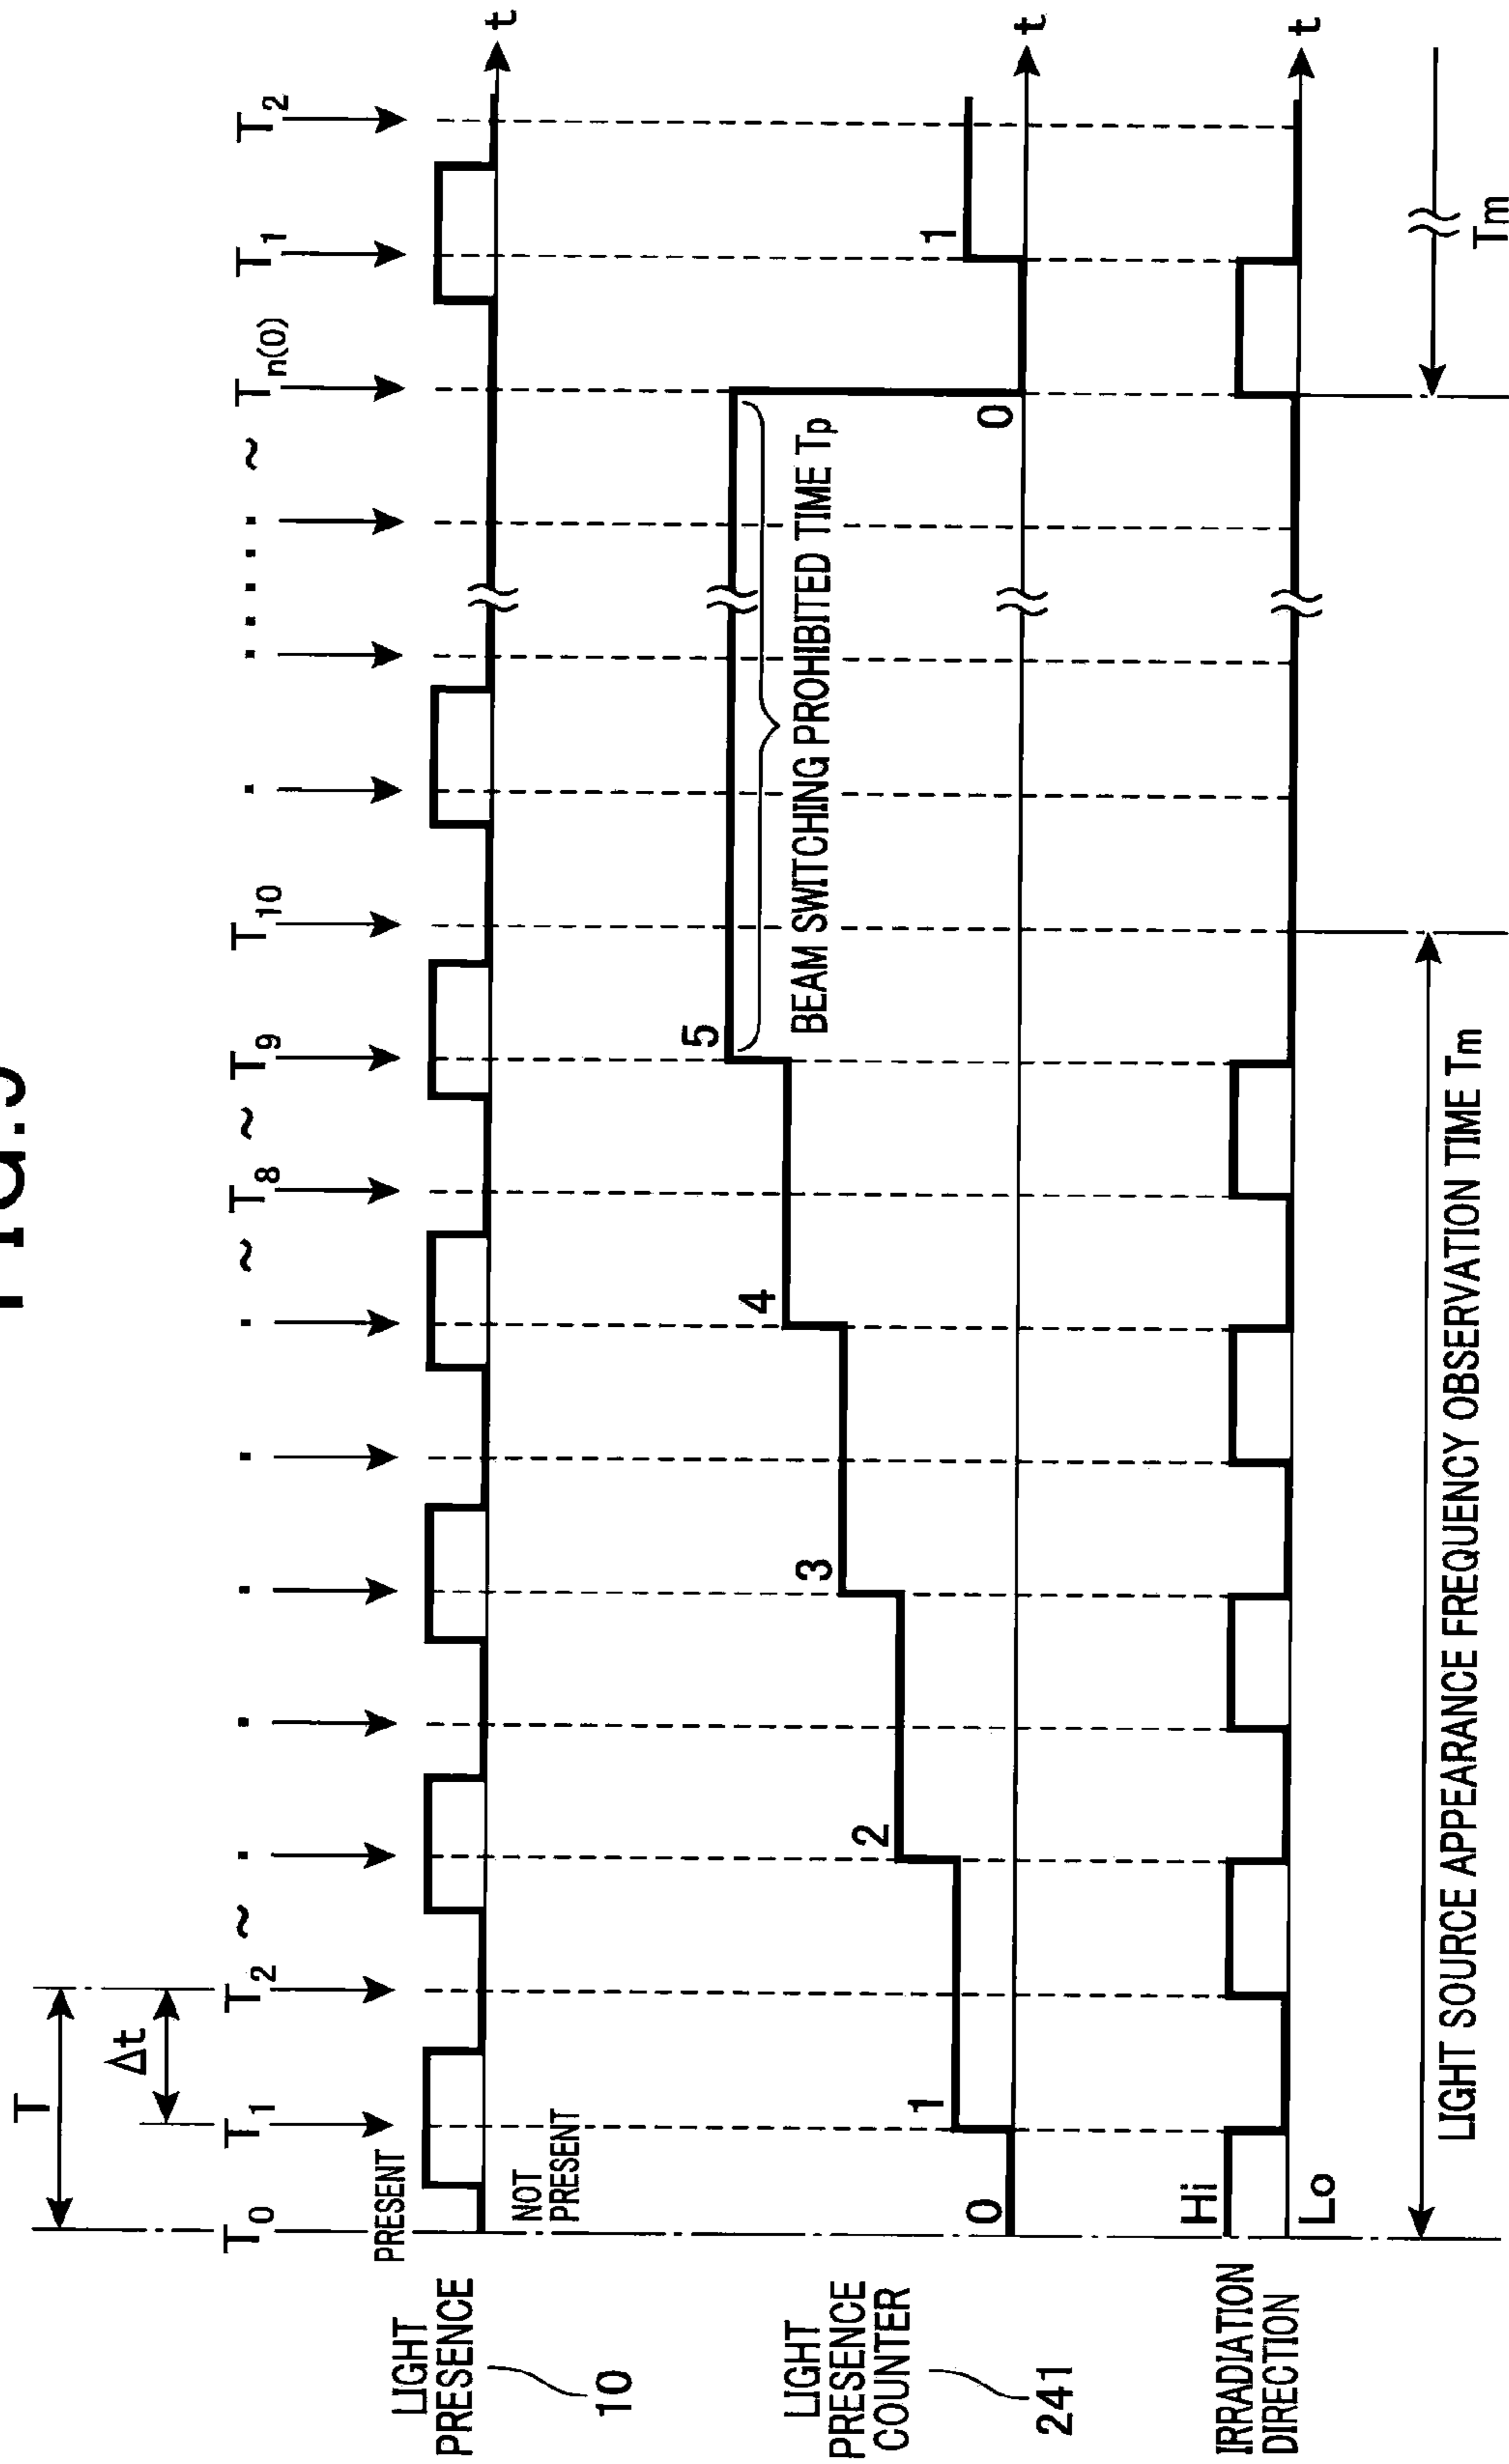 FIG.5
T
Δt
T0
T1
T2
~
.
.
.
.
.
~
T8
~
T9
T10
.
. . . . .
~
Tn(0)
T1
T2
LIGHT
PRESENCE
10
PRESENT
NOT
PRESENT
t
LIGHT
PRESENCE
COUNTER
241
0
1
2
3
4
5
BEAM SWITCHING PROHIBITED TIME Tp
0
1
t
IRRADIATION
DIRECTION
Hi
Lo
t
LIGHT SOURCE APPEARANCE FREQUENCY OBSERVATION TIME Tm
Tm